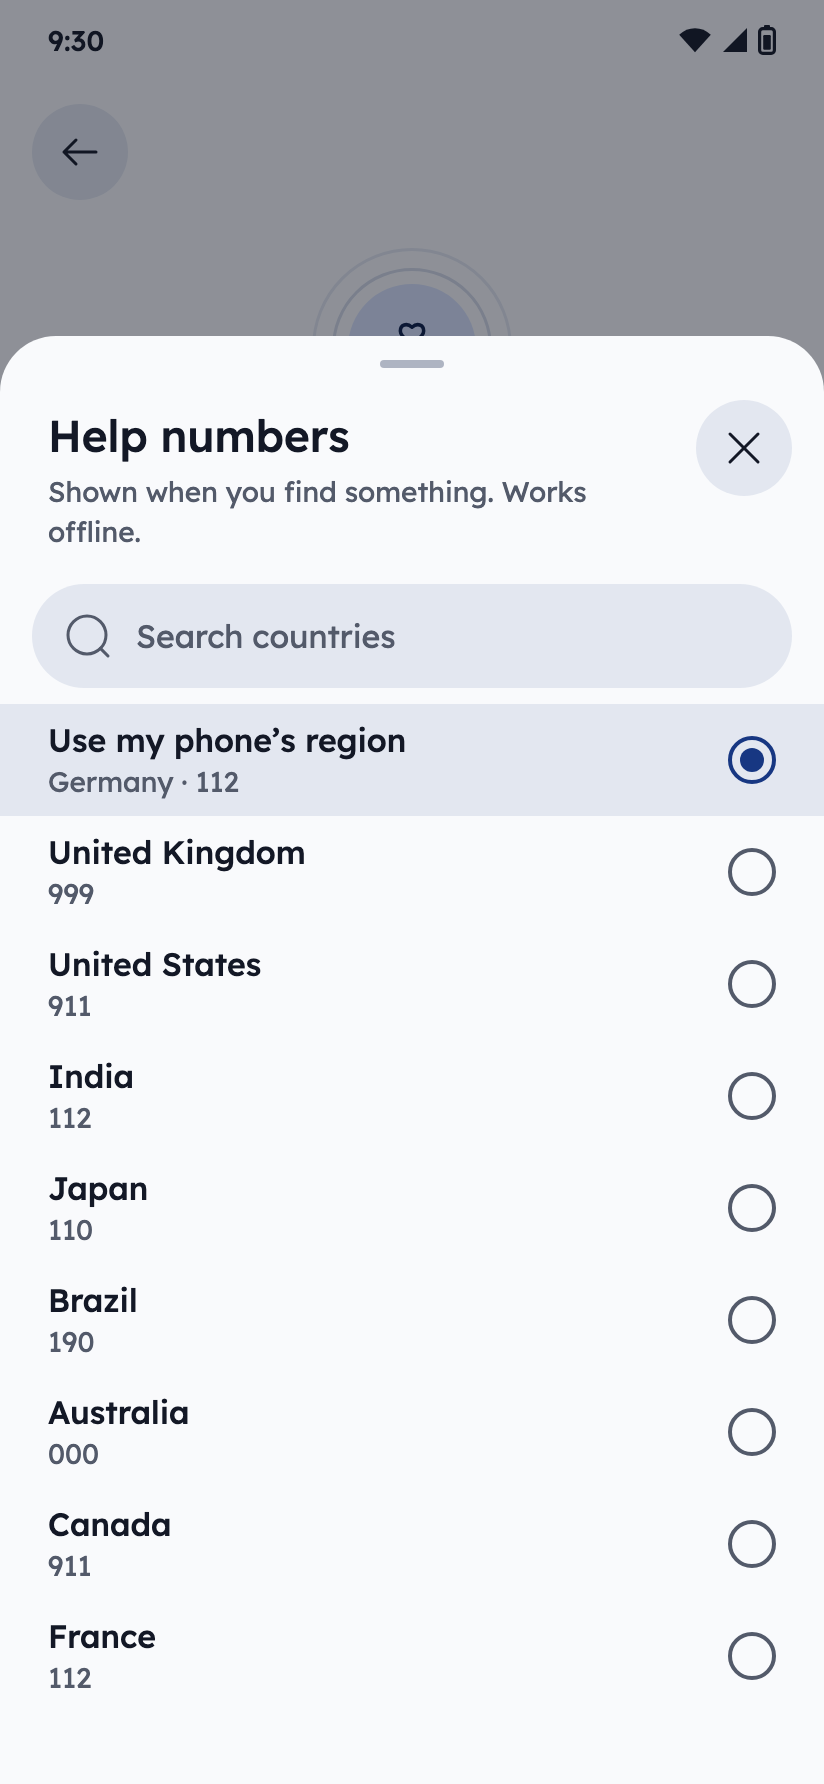 9:30
Help numbers
Shown when you find something. Works
offline.
Search countries
Use my phone’s region
Germany · 112
United Kingdom
999
United States
911
India
112
Japan
110
Brazil
190
Australia
000
Canada
911
France
112